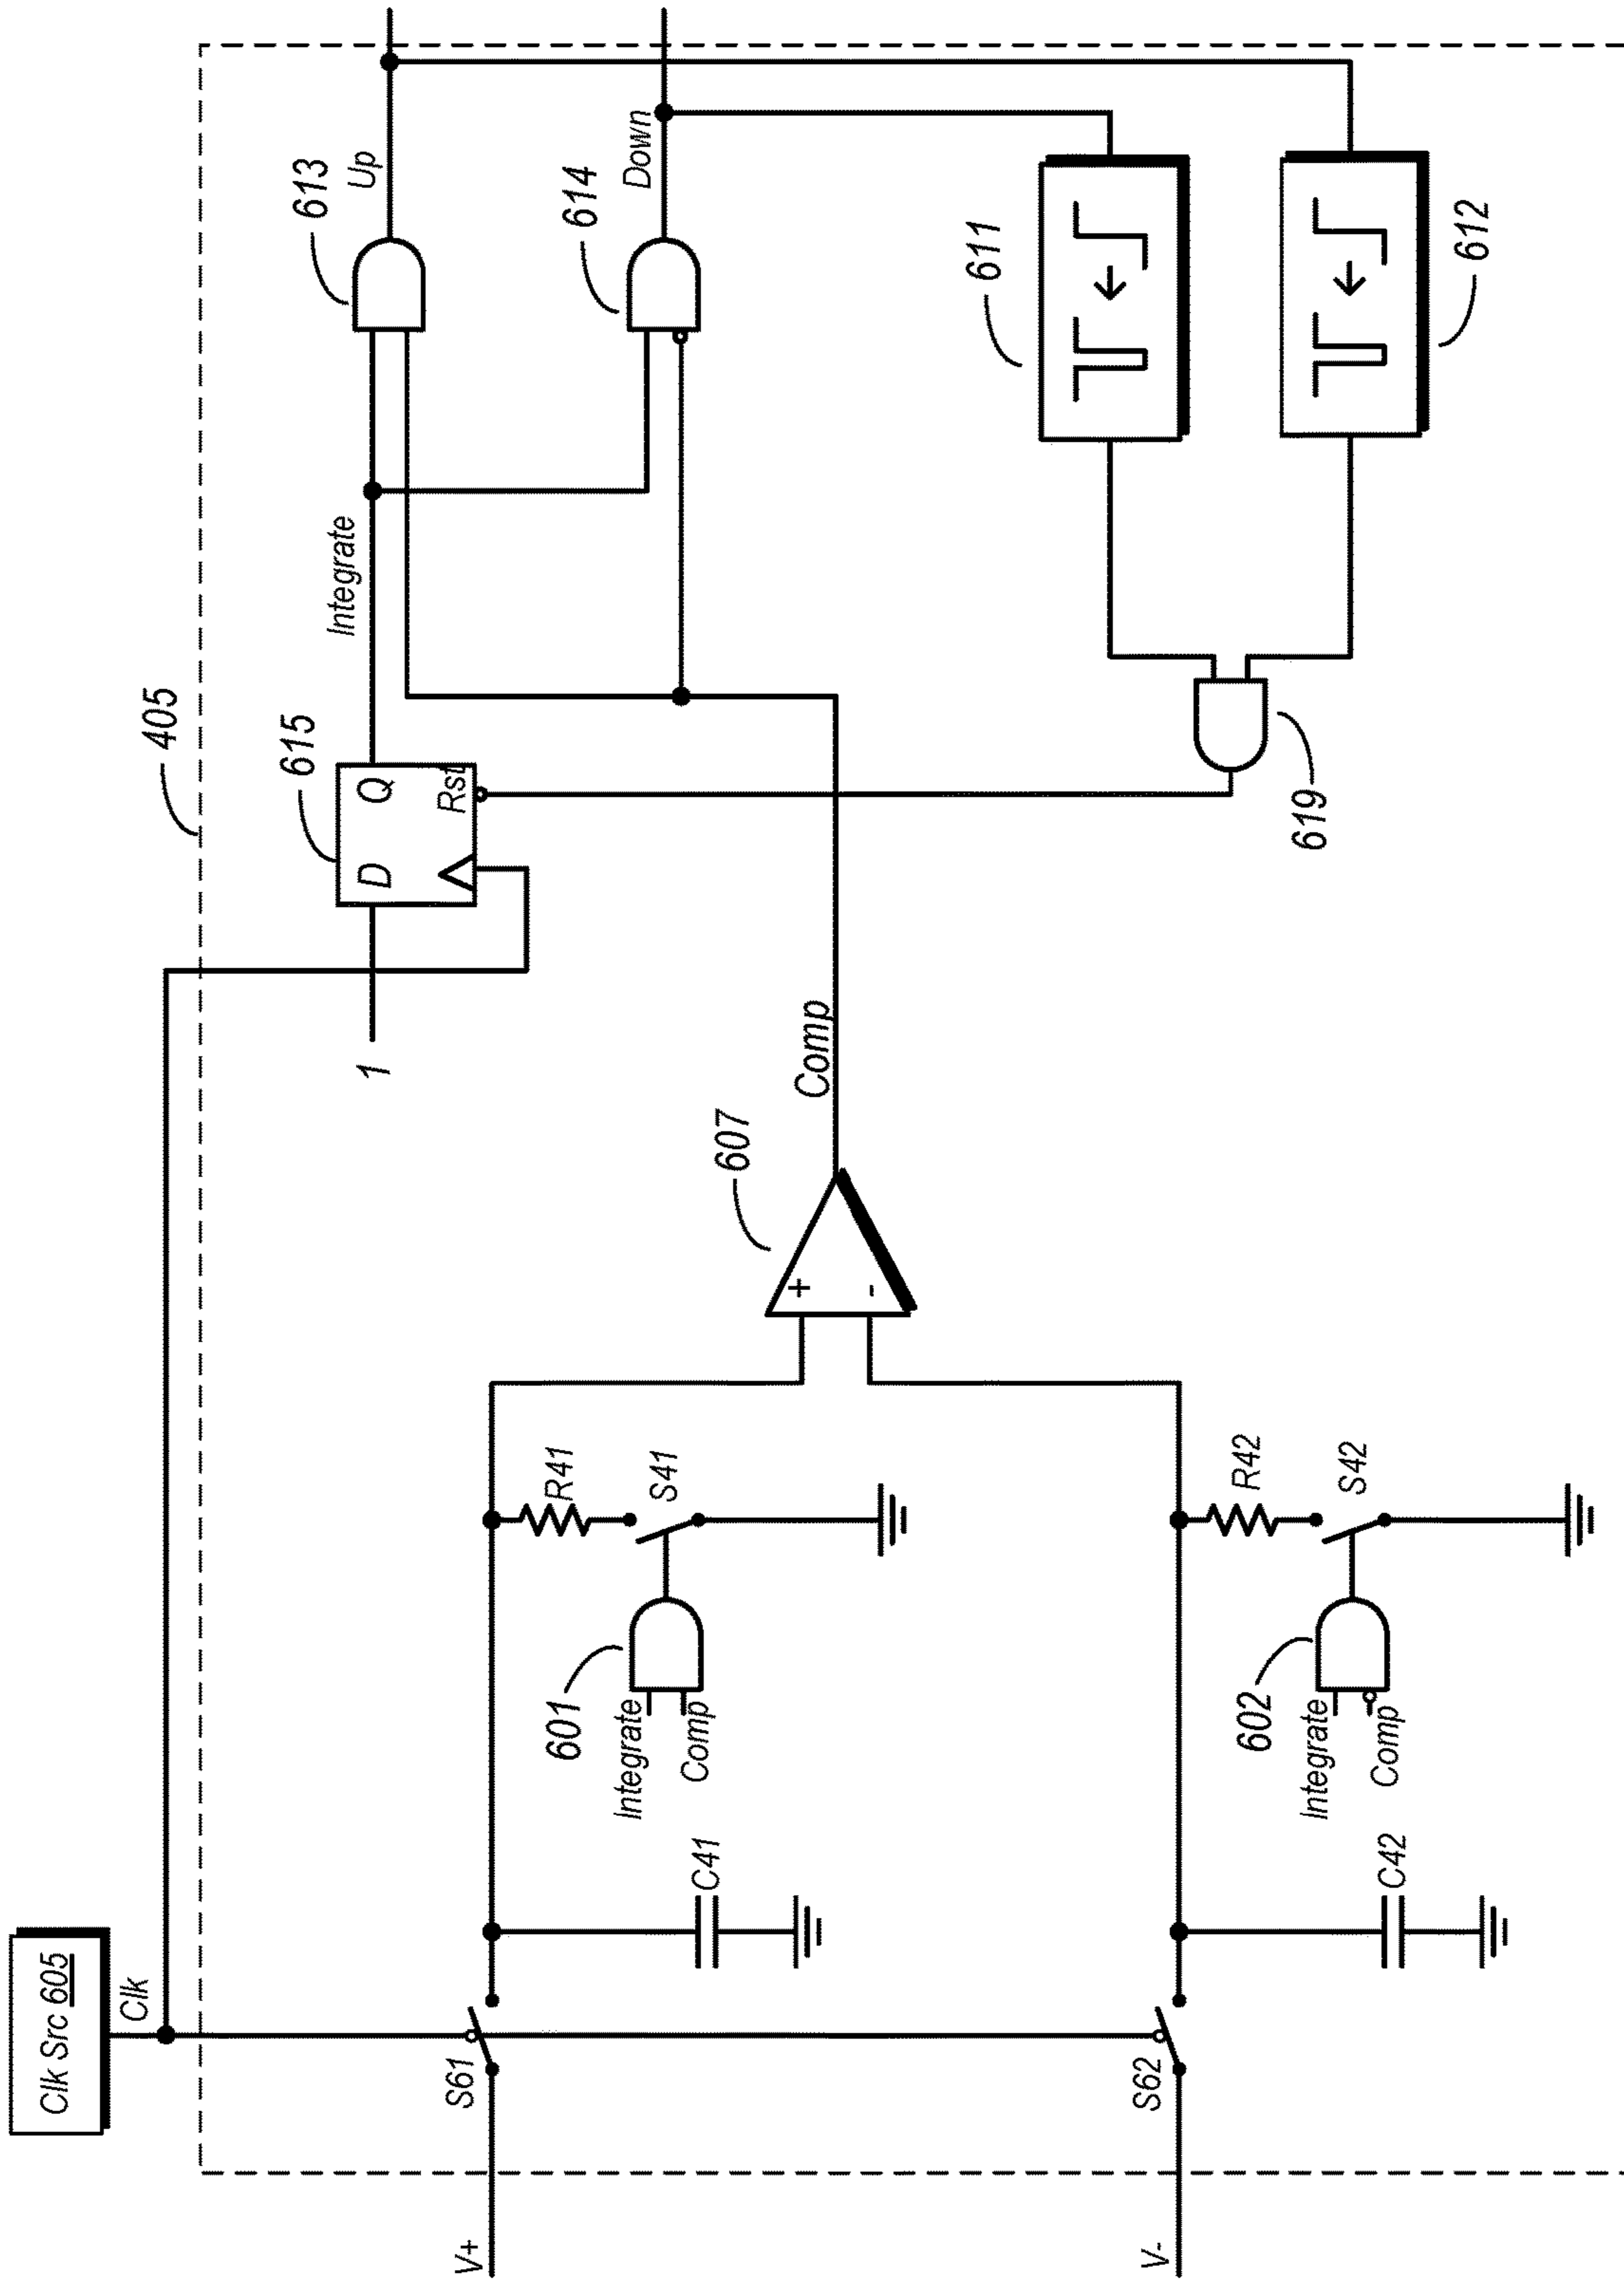 Clk Src 605
Clk
405
V+
S61
C41
Integrate
Comp
601
R41
S41
607
+
-
Comp
1
D
Q
Rst
615
Integrate
613
Up
614
Down
611
612
619
V-
S62
C42
Integrate
Comp
602
R42
S42